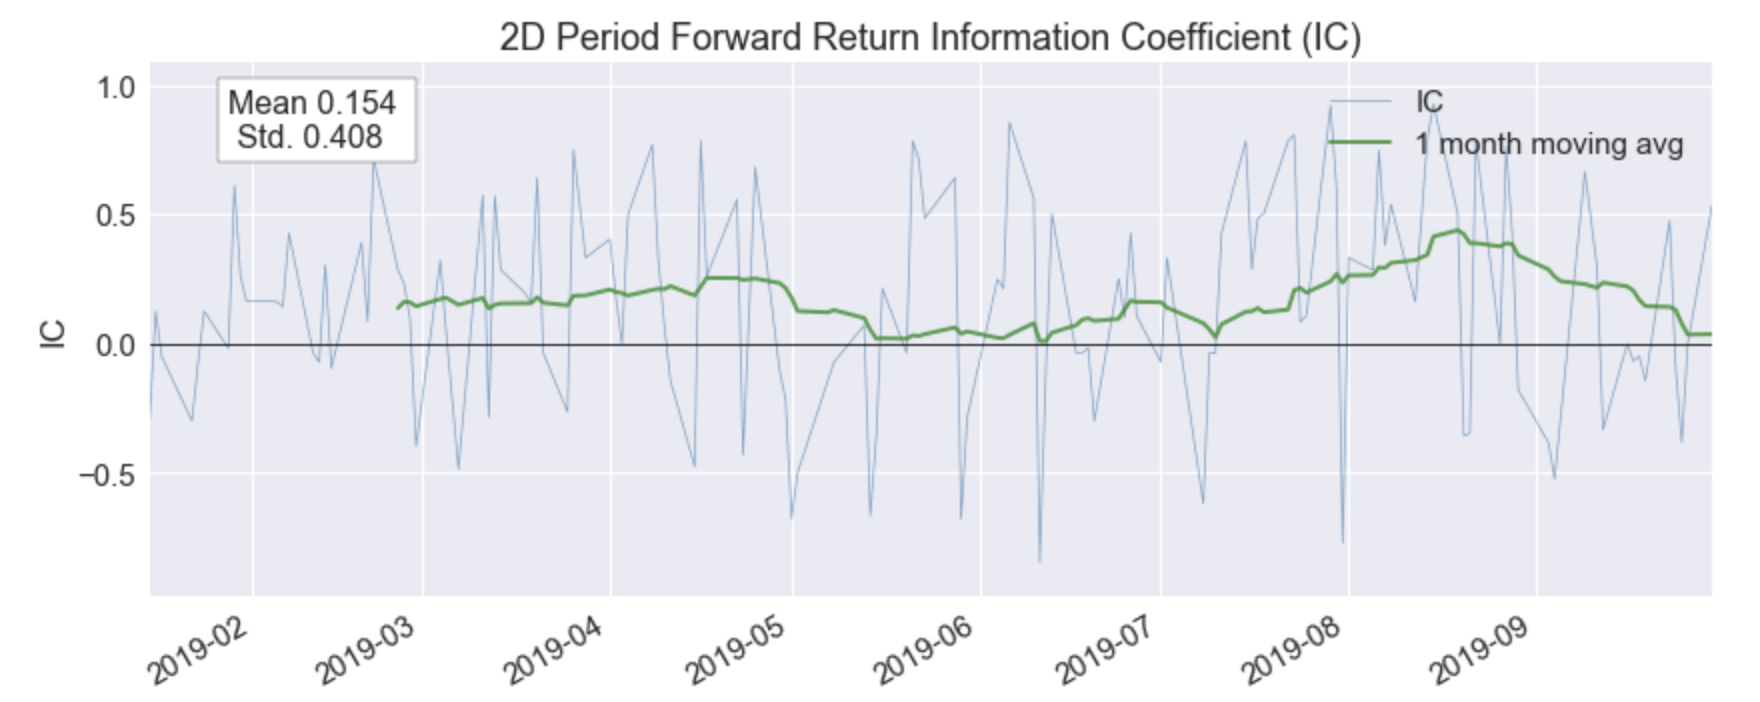 2D Period Forward Return Information Coefficient (IC)
1.0
0.5
0.0
−0.5
IC
Mean 0.154
Std. 0.408
IC
1 month moving avg
2019-02
2019-03
2019-04
2019-05
2019-06
2019-07
2019-08
2019-09